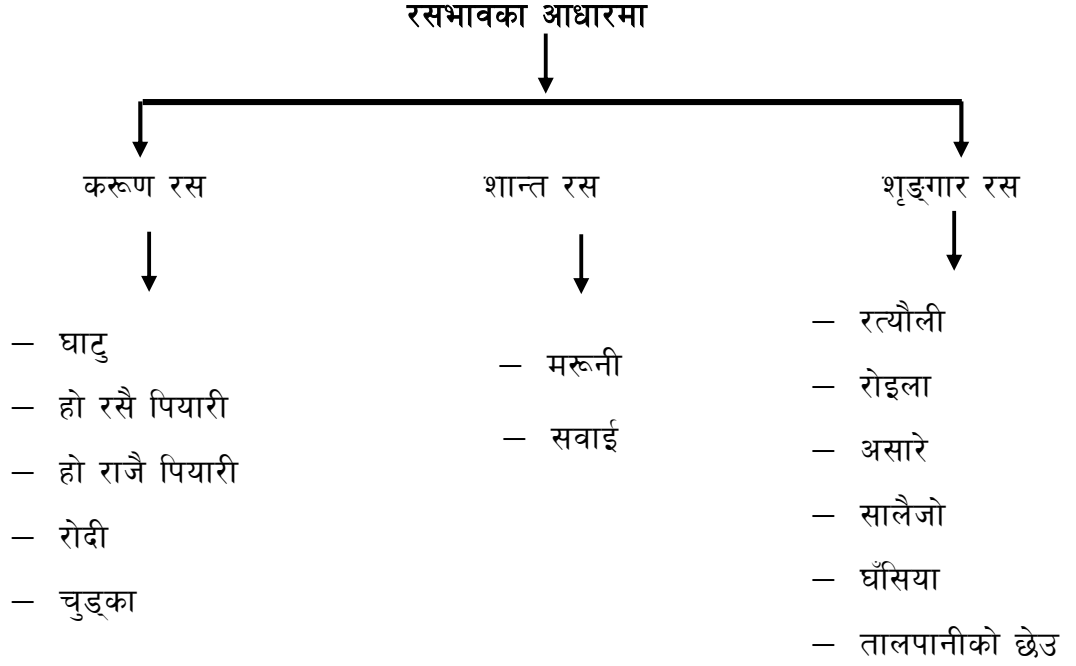 रसभावका आधारमा
करूण रस
शान्त रस
शृङ्गार रस
– घाटु
– हो रसै पियारी
– हो राजै पियारी
– रोदी
– चुड्का
– मरूनी
– सवाई
– रत्यौली
– रोइला
– असारे
– सालैजो
– घँसिया
– तालपानीको छेउ